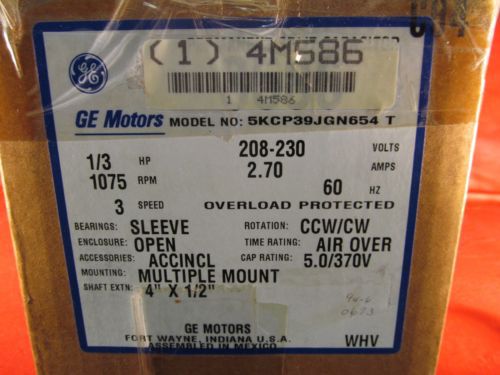 (1) 4M586
1 4M586
GE
GE Motors MODEL NO: 5KCP39JGN654 T
1/3 HP 208-230 VOLTS
1075 RPM 2.70 AMPS
60 HZ
3 SPEED OVERLOAD PROTECTED
BEARINGS: SLEEVE ROTATION: CCW/CW
ENCLOSURE: OPEN TIME RATING: AIR OVER
ACCESSORIES: ACCINCL CAP RATING: 5.0/370V
MOUNTING: MULTIPLE MOUNT
SHAFT EXTN: 4" X 1/2"
GE MOTORS
FORT WAYNE, INDIANA U.S.A.
ASSEMBLED IN MEXICO
WHV